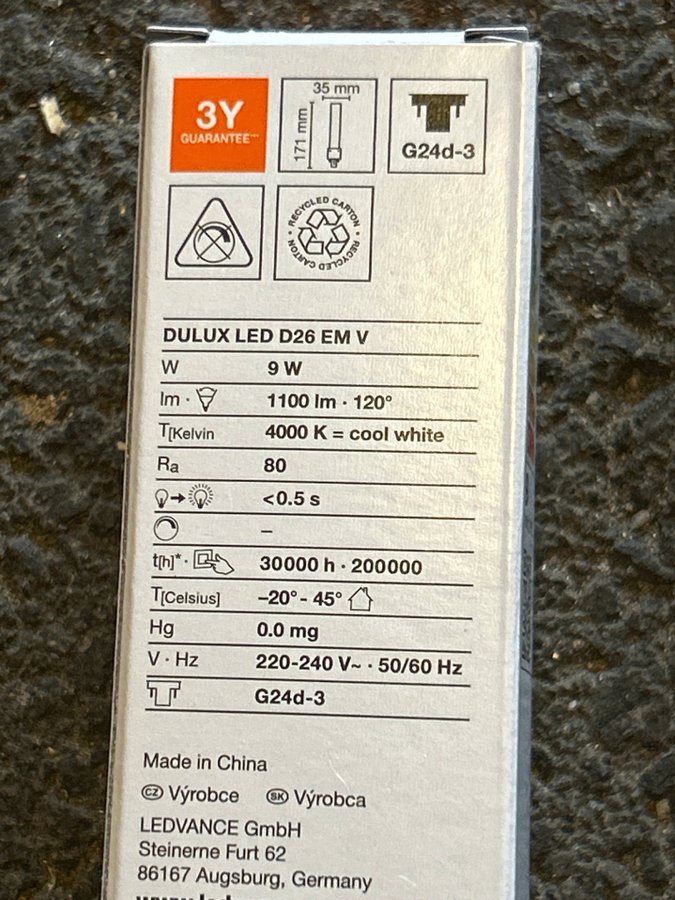 3Y
GUARANTEE
35 mm
171 mm
G24d-3
RECYCLED CARTON • RECYCLED CARTON •
DULUX LED D26 EM V
W 9 W
lm · 1100 lm · 120°
T[Kelvin 4000 K = cool white
Ra 80
<0.5 s
–
t[h]* · 30000 h · 200000
T[Celsius] –20° - 45°
Hg 0.0 mg
V · Hz 220-240 V~ · 50/60 Hz
G24d-3
Made in China
CZ Výrobce SK Výrobca
LEDVANCE GmbH
Steinerne Furt 62
86167 Augsburg, Germany